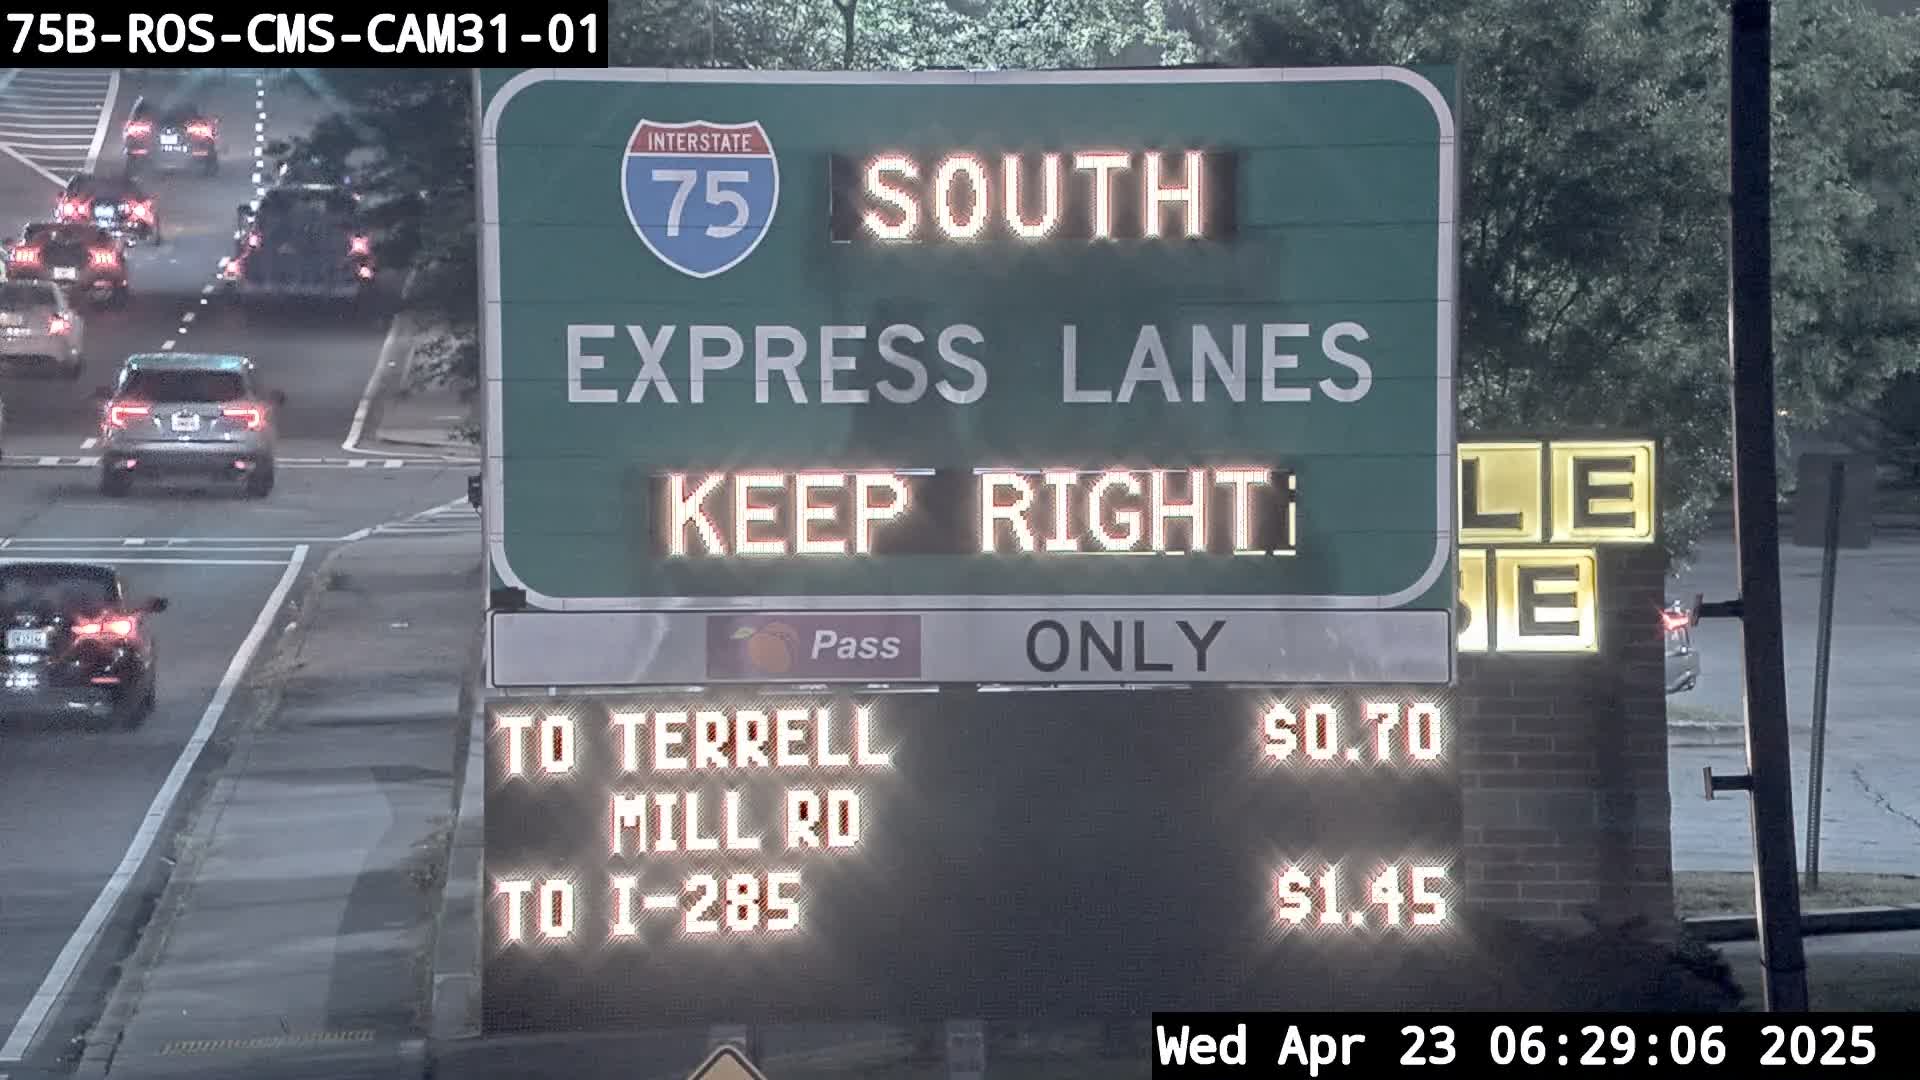 75B-ROS-CMS-CAM31-01
INTERSTATE
75
SOUTH
EXPRESS LANES
KEEP RIGHT
Pass ONLY
TO TERRELL $0.70
MILL RD
TO I-285 $1.45
LE
E
Wed Apr 23 06:29:06 2025